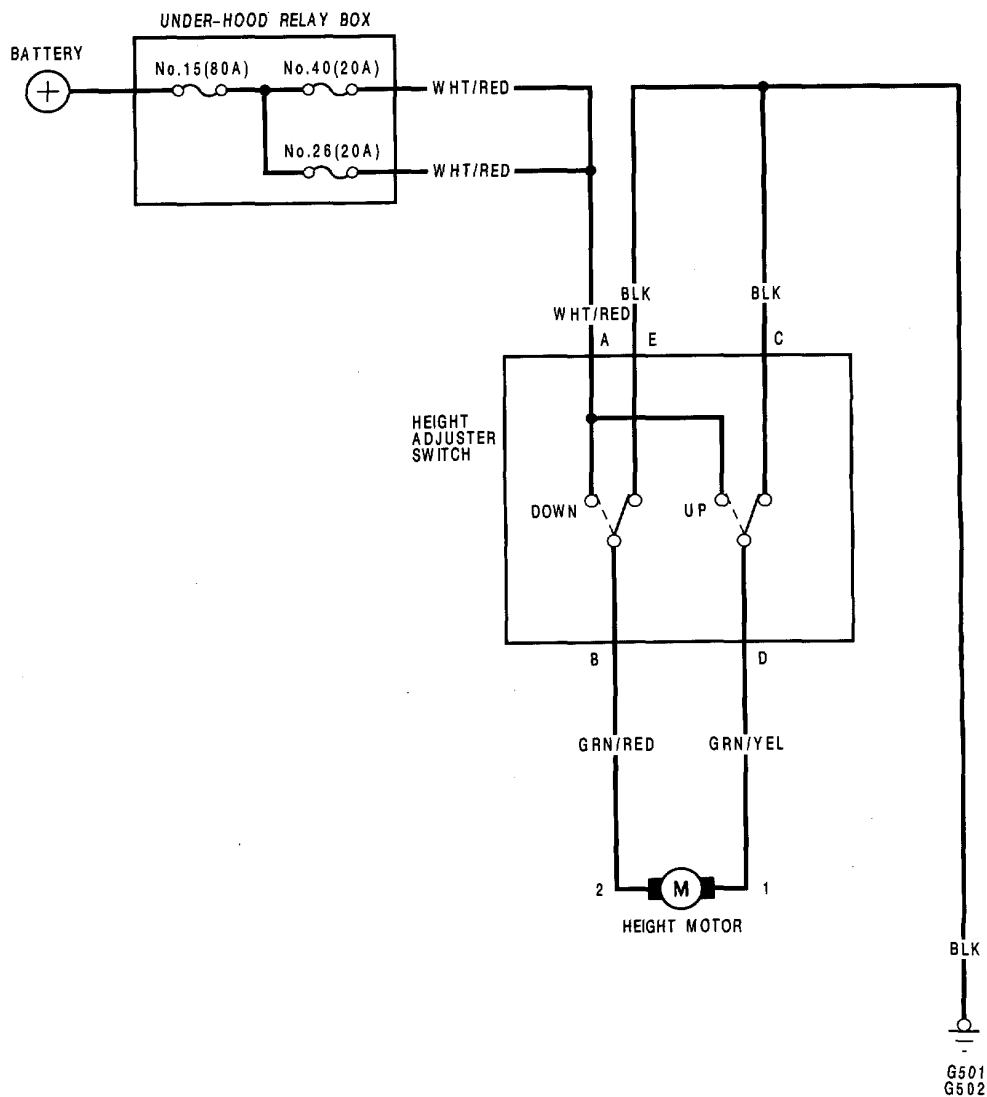 UNDER-HOOD RELAY BOX
BATTERY
No.15(80A)
No.40(20A)
WHT/RED
No.26(20A)
WHT/RED
BLK
BLK
WHT/RED
A
E
C
HEIGHT
ADJUSTER
SWITCH
DOWN
UP
B
D
GRN/RED
GRN/YEL
2
M
1
HEIGHT MOTOR
BLK
G501
G502